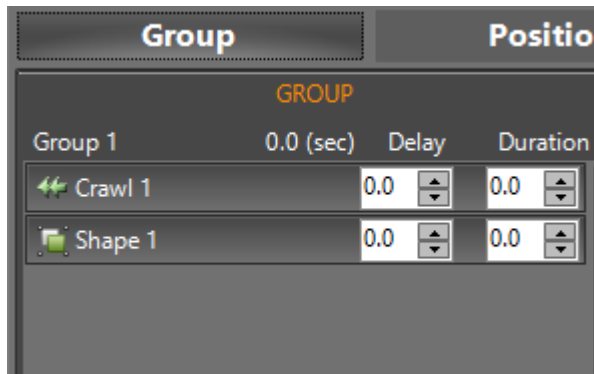 Group Positio
GROUP
Group 1 0.0 (sec) Delay Duration
Crawl 1 0.0 0.0
Shape 1 0.0 0.0